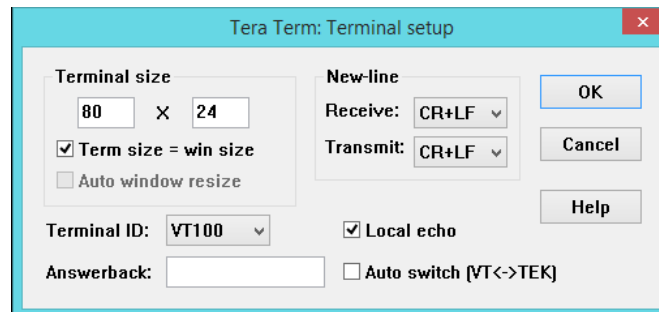 Tera Term: Terminal setup
Terminal size
80 X 24
Term size = win size
Auto window resize
New-line
Receive: CR+LF
Transmit: CR+LF
OK
Cancel
Help
Terminal ID: VT100
Local echo
Answerback:
Auto switch (VT<->TEK)